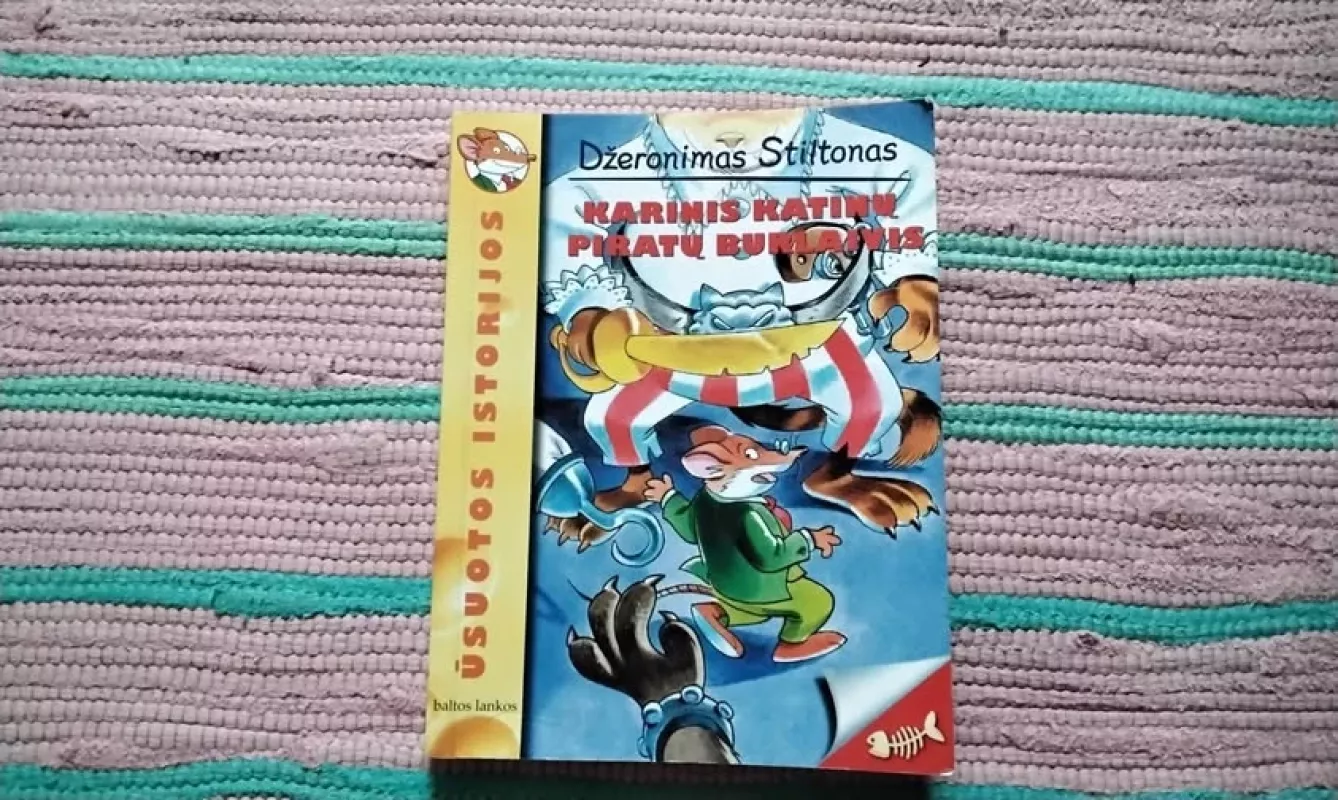 Džeronimas Stiltonas
KARINIS KATINŲ
PIRATŲ BURLAIVIS
ŪSUOTOS ISTORIJOS
baltos lankos